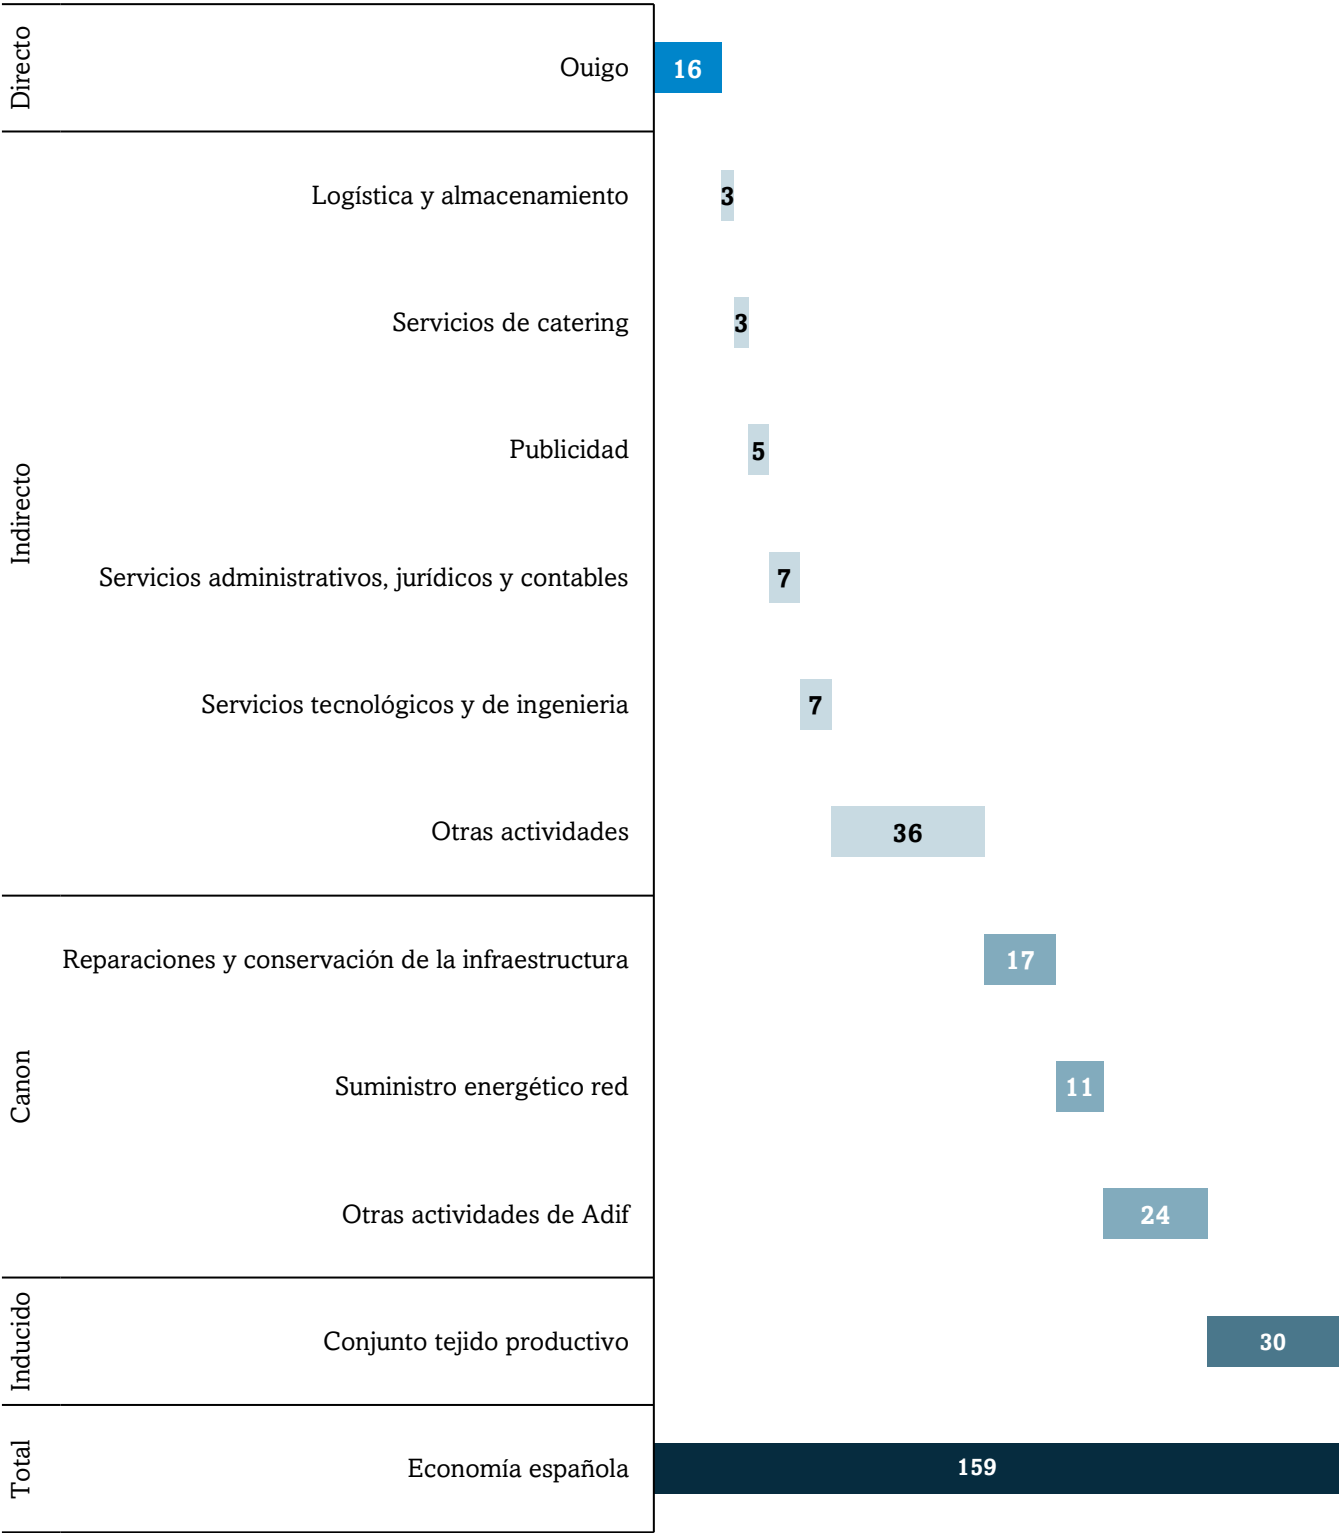 Directo
Ouigo
16
Indirecto
Logística y almacenamiento
3
Servicios de catering
3
Publicidad
5
Servicios administrativos, jurídicos y contables
7
Servicios tecnológicos y de ingenieria
7
Otras actividades
36
Canon
Reparaciones y conservación de la infraestructura
17
Suministro energético red
11
Otras actividades de Adif
24
Inducido
Conjunto tejido productivo
30
Total
Economía española
159